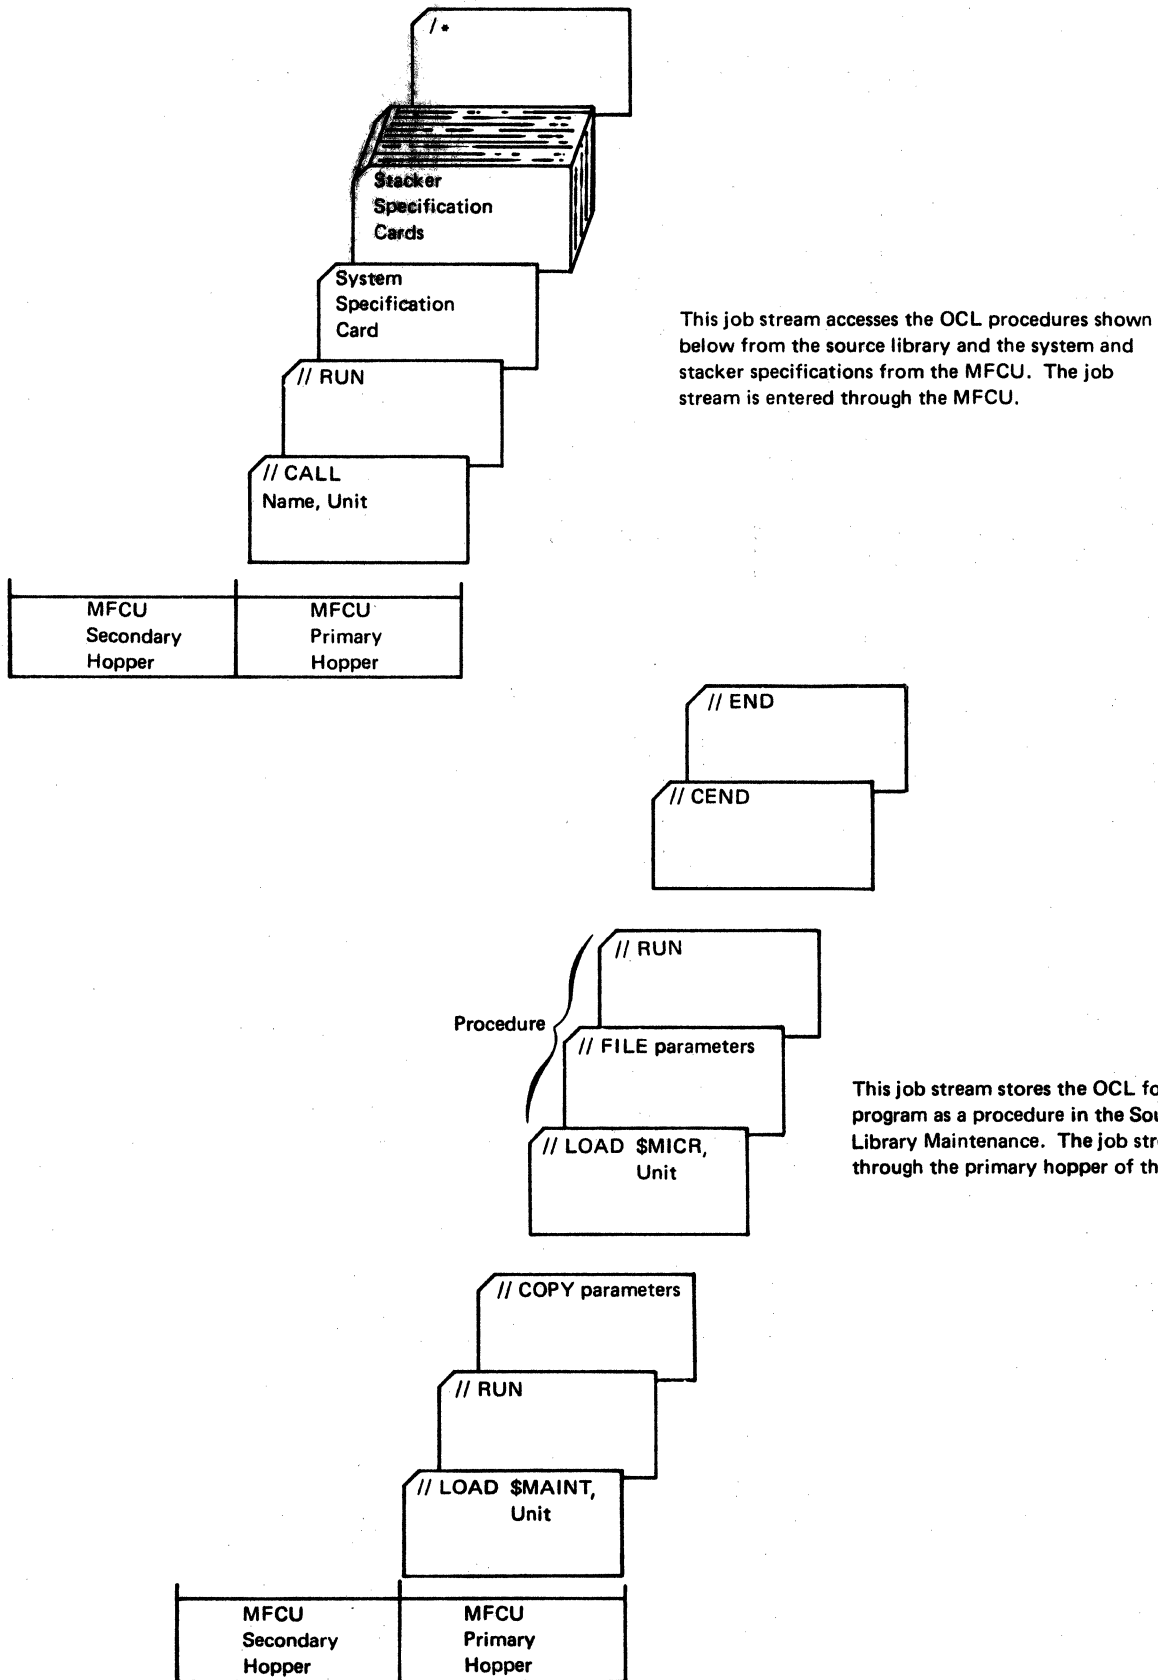 /*
Stacker
Specification
Cards
System
Specification
Card
// RUN
// CALL
Name, Unit
This job stream accesses the OCL procedures shown
below from the source library and the system and
stacker specifications from the MFCU. The job
stream is entered through the MFCU.
MFCU
Secondary
Hopper
MFCU
Primary
Hopper
// END
// CEND
// RUN
Procedure
// FILE parameters
// LOAD $MICR,
Unit
This job stream stores the OCL
program as a procedure in the
Library Maintenance. The job
through the primary hopper of
// COPY parameters
// RUN
// LOAD $MAINT,
Unit
MFCU
Secondary
Hopper
MFCU
Primary
Hopper